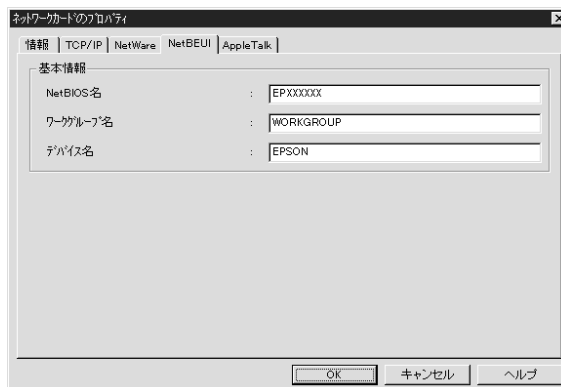 ﾈｯﾄﾜｰｸｶｰﾄﾞのﾌﾟﾛﾊﾟﾃｨ
情報 TCP/IP NetWare NetBEUI AppleTalk
基本情報
NetBIOS名 : EPXXXXXX
ﾜｰｸｸﾞﾙｰﾌﾟ名 : WORKGROUP
ﾃﾞﾊﾞｲｽ名 : EPSON
OK キャンセル ヘルプ